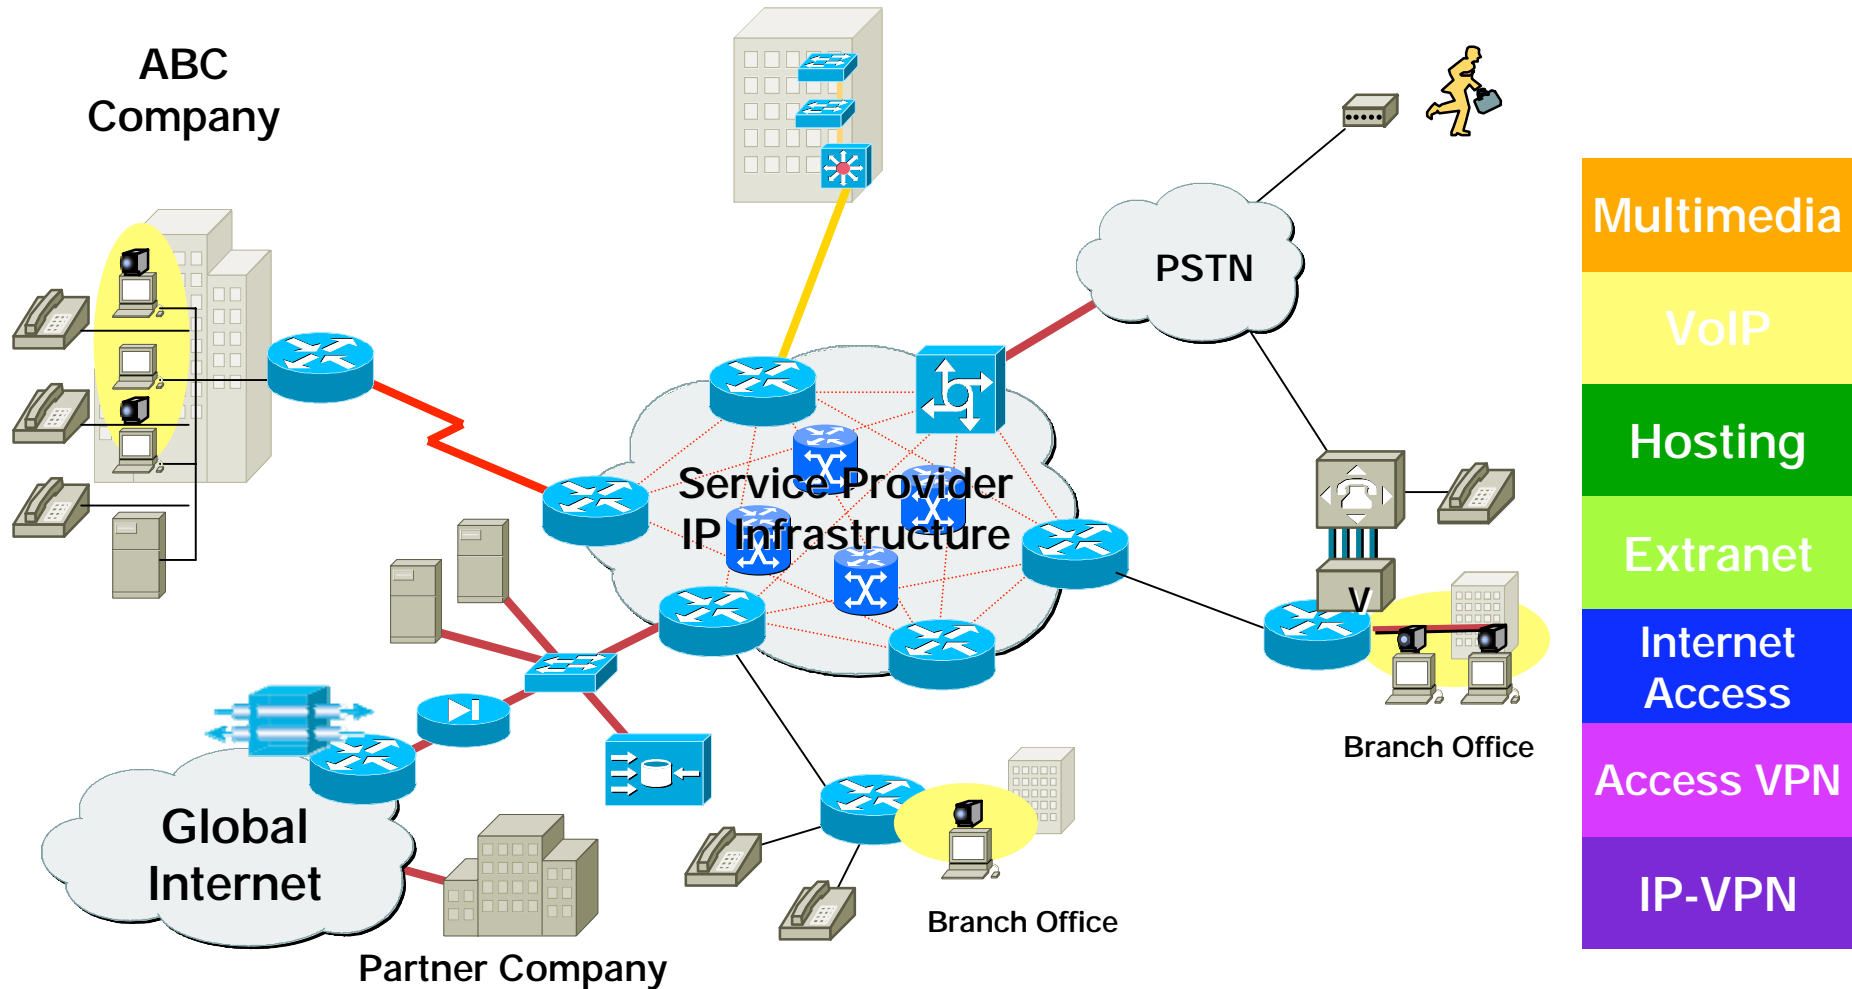 ABC
Company
PSTN
Service Provider
IP Infrastructure
V
Branch Office
Global
Internet
Branch Office
Partner Company
Multimedia
VoIP
Hosting
Extranet
Internet
Access
Access VPN
IP-VPN